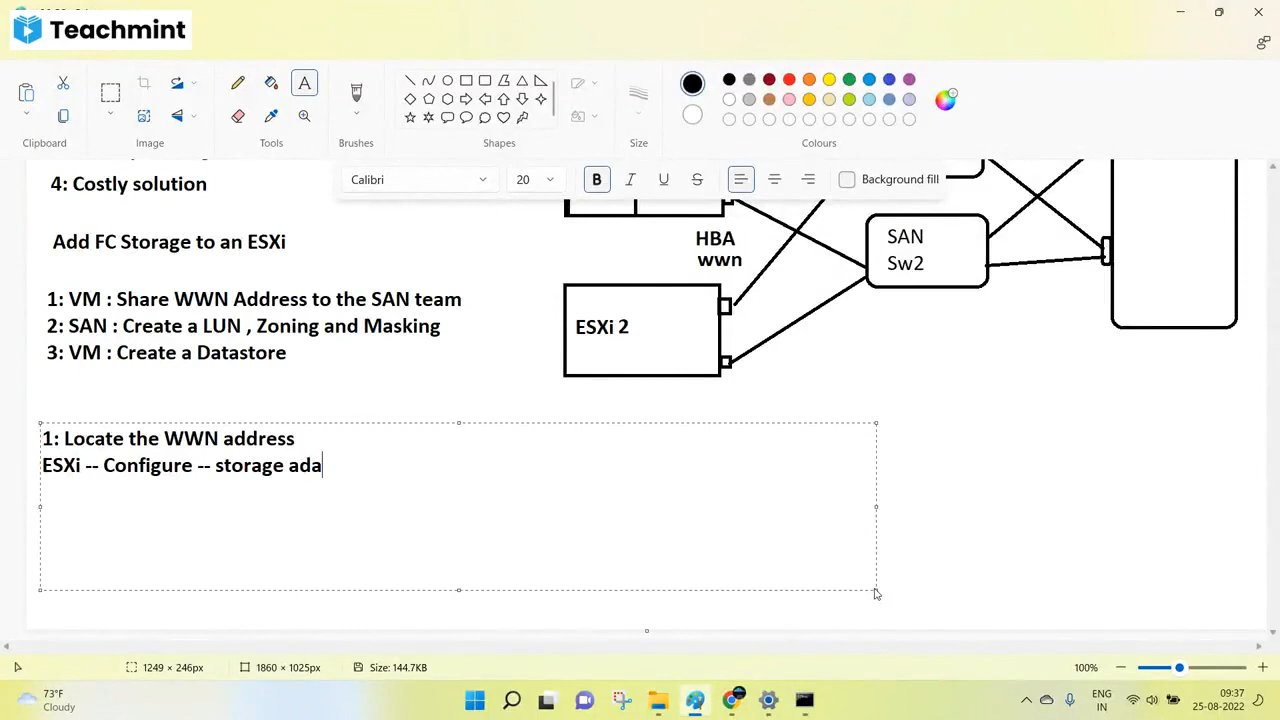 Teachmint
Clipboard
Image
Tools
Brushes
Shapes
Size
Colours
Calibri
20
B
Background fill
4: Costly solution
Add FC Storage to an ESXi
1: VM : Share WWN Address to the SAN team
2: SAN : Create a LUN , Zoning and Masking
3: VM : Create a Datastore
HBA
wwn
SAN
Sw2
ESXi 2
1: Locate the WWN address
ESXi -- Configure -- storage ada
1249 × 246px
1860 × 1025px
Size: 144.7KB
100%
73°F
Cloudy
ENG
IN
09:37
25-08-2022